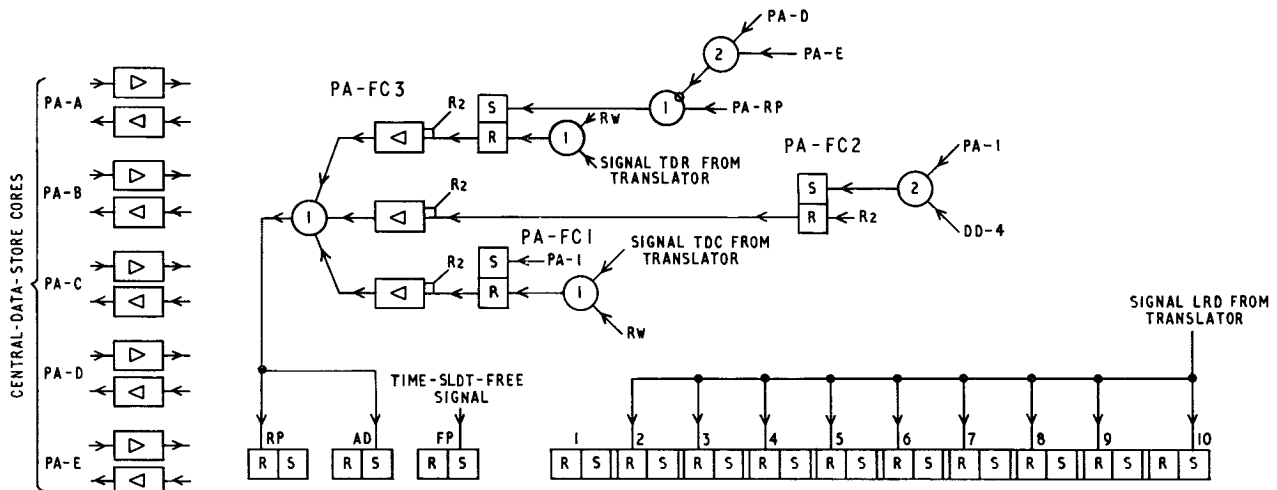 CENTRAL-DATA-STORE CORES
PA-A
PA-B
PA-C
PA-D
PA-E
PA-D
PA-E
2
PA-FC3
R2
S
R
1
RW
1
PA-RP
SIGNAL TDR FROM
TRANSLATOR
PA-FC2
PA-1
S
R
2
R2
DD-4
1
R2
PA-FC1
SIGNAL TDC FROM
TRANSLATOR
R2
S
R
PA-1
1
RW
SIGNAL LRD FROM
TRANSLATOR
TIME-SLDT-FREE
SIGNAL
RP
AD
FP
1 2 3 4 5 6 7 8 9 10
R S
R S
R S
R S R S R S R S R S R S R S R S R S R S